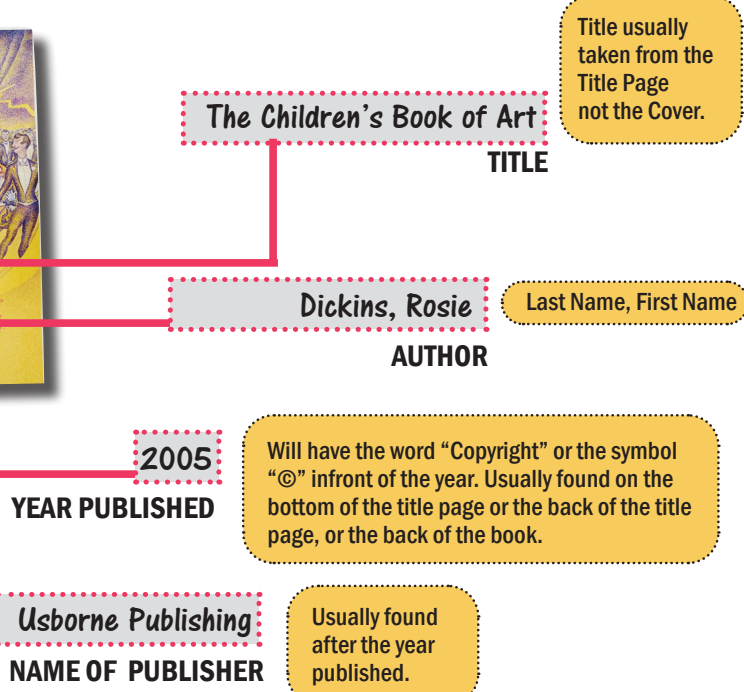 Title usually
taken from the
Title Page
not the Cover.
The Children's Book of Art
TITLE
Dickins, Rosie
Last Name, First Name
AUTHOR
2005
YEAR PUBLISHED
Will have the word “Copyright” or the symbol
“©” infront of the year. Usually found on the
bottom of the title page or the back of the title
page, or the back of the book.
Usborne Publishing
NAME OF PUBLISHER
Usually found
after the year
published.